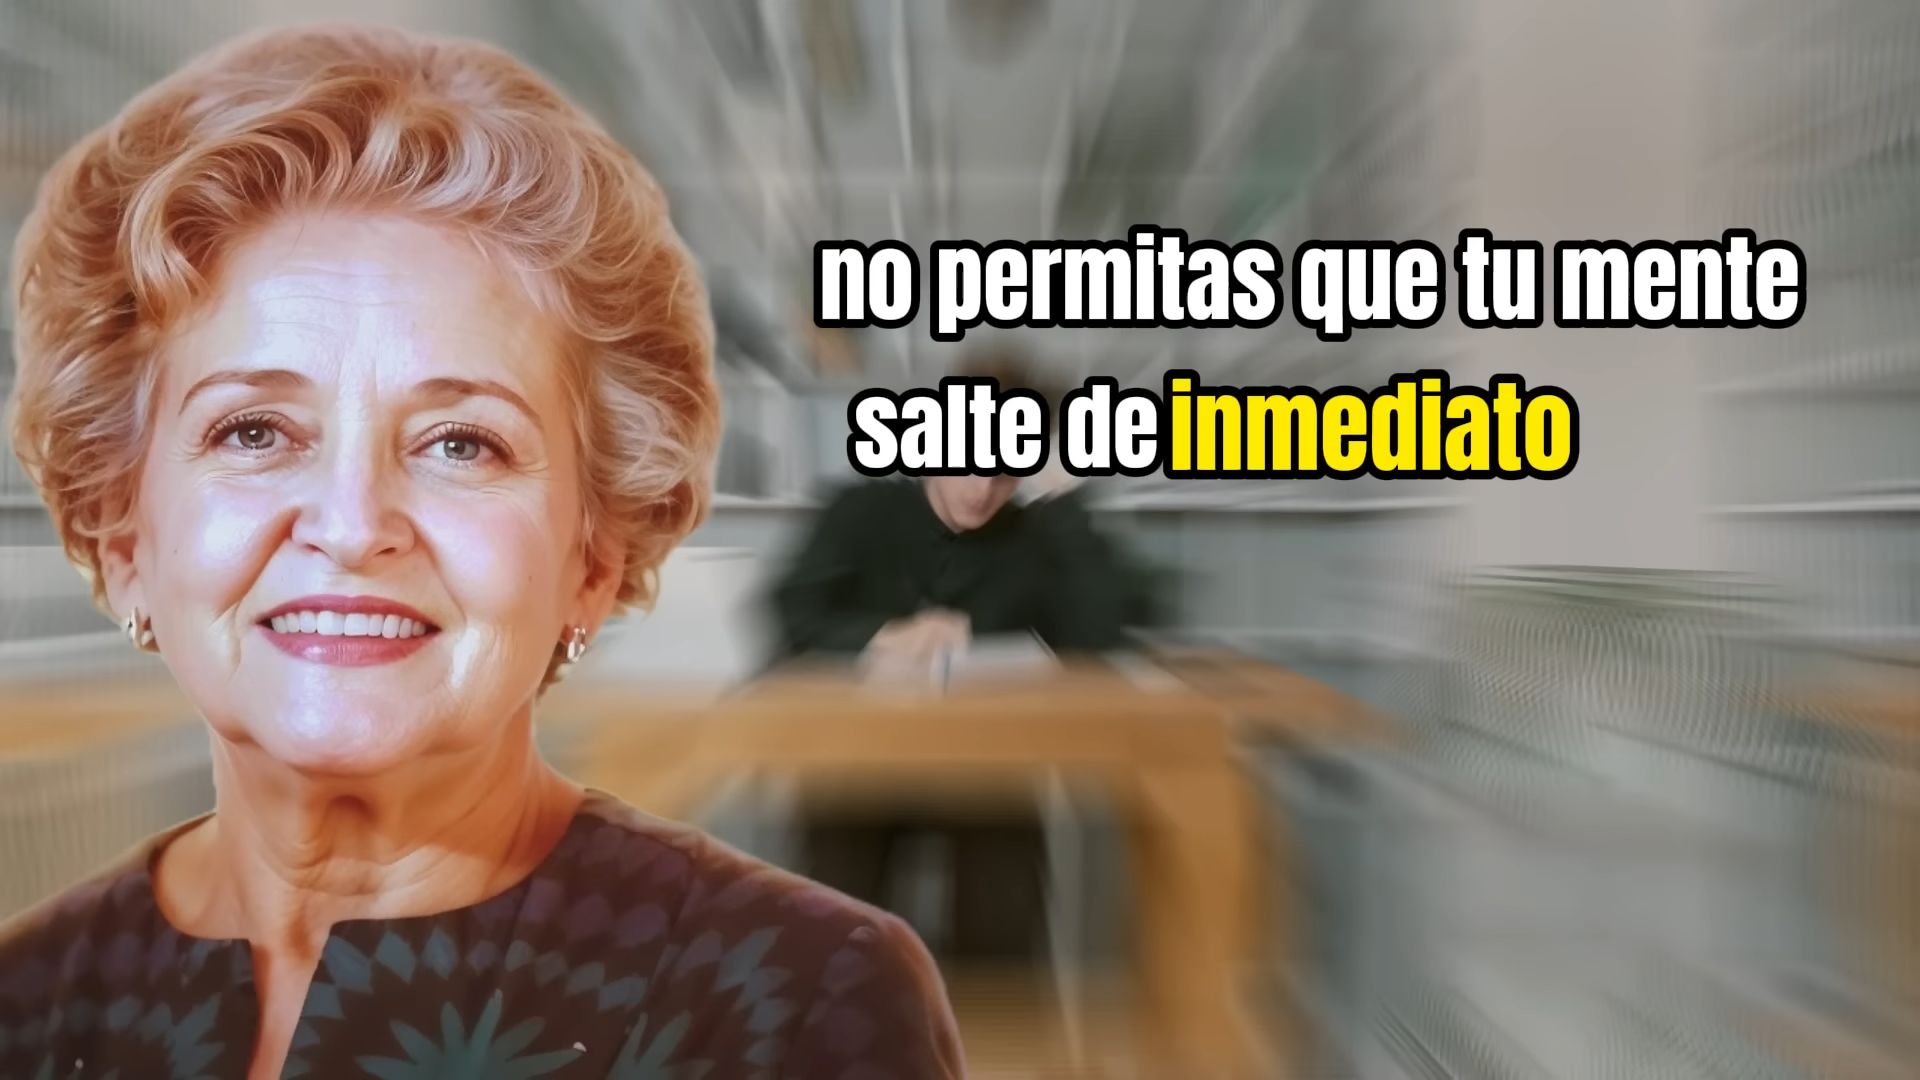 no permitas que tu mente
salte de inmediato